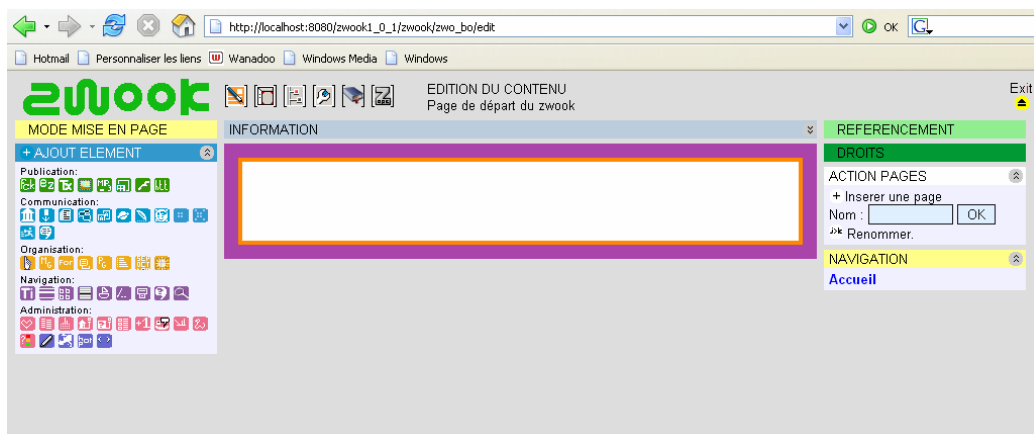 http://localhost:8080/zwook1_0_1/zwook/zwo_bo/edit
OK
G
Hotmail Personnaliser les liens Wanadoo Windows Media Windows
zwook
EDITION DU CONTENU
Page de départ du zwook
Exit
MODE MISE EN PAGE
INFORMATION
REFERENCEMENT
+ AJOUT ELEMENT
DROITS
Publication:
Communication:
Organisation:
Navigation:
Administration:
ACTION PAGES
+ Inserer une page
Nom :
OK
Renommer.
NAVIGATION
Accueil